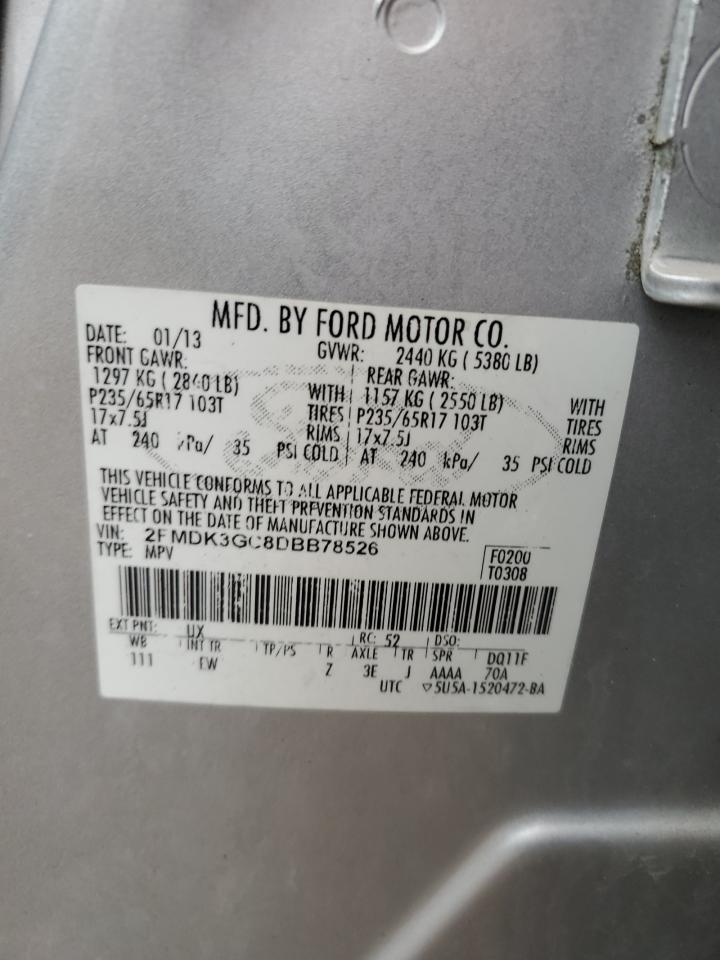 MFD. BY FORD MOTOR CO.
DATE: 01/13 GVWR: 2440 KG ( 5380 LB)
FRONT GAWR: REAR GAWR:
1297 KG ( 2860 LB) WITH 1157 KG ( 2550 LB) WITH
P235/65R17 103T TIRES P235/65R17 103T TIRES
17x7.5J RIMS 17x7.5J RIMS
AT 240 kPa/ 35 PSI COLD AT 240 kPa/ 35 PSI COLD
THIS VEHICLE CONFORMS TO ALL APPLICABLE FEDERAL MOTOR
VEHICLE SAFETY AND THEFT PREVENTION STANDARDS IN
EFFECT ON THE DATE OF MANUFACTURE SHOWN ABOVE.
VIN: 2FMDK3GC8DBB78526
TYPE: MPV
F0200
T0308
EXT PNT: UX RC: 52 DSO:
WB INT TR TP/PS R AXLE TR SPR DQ11F
111 EW Z 3E J AAAA 70A
UTC ▽5U5A-1520472-BA